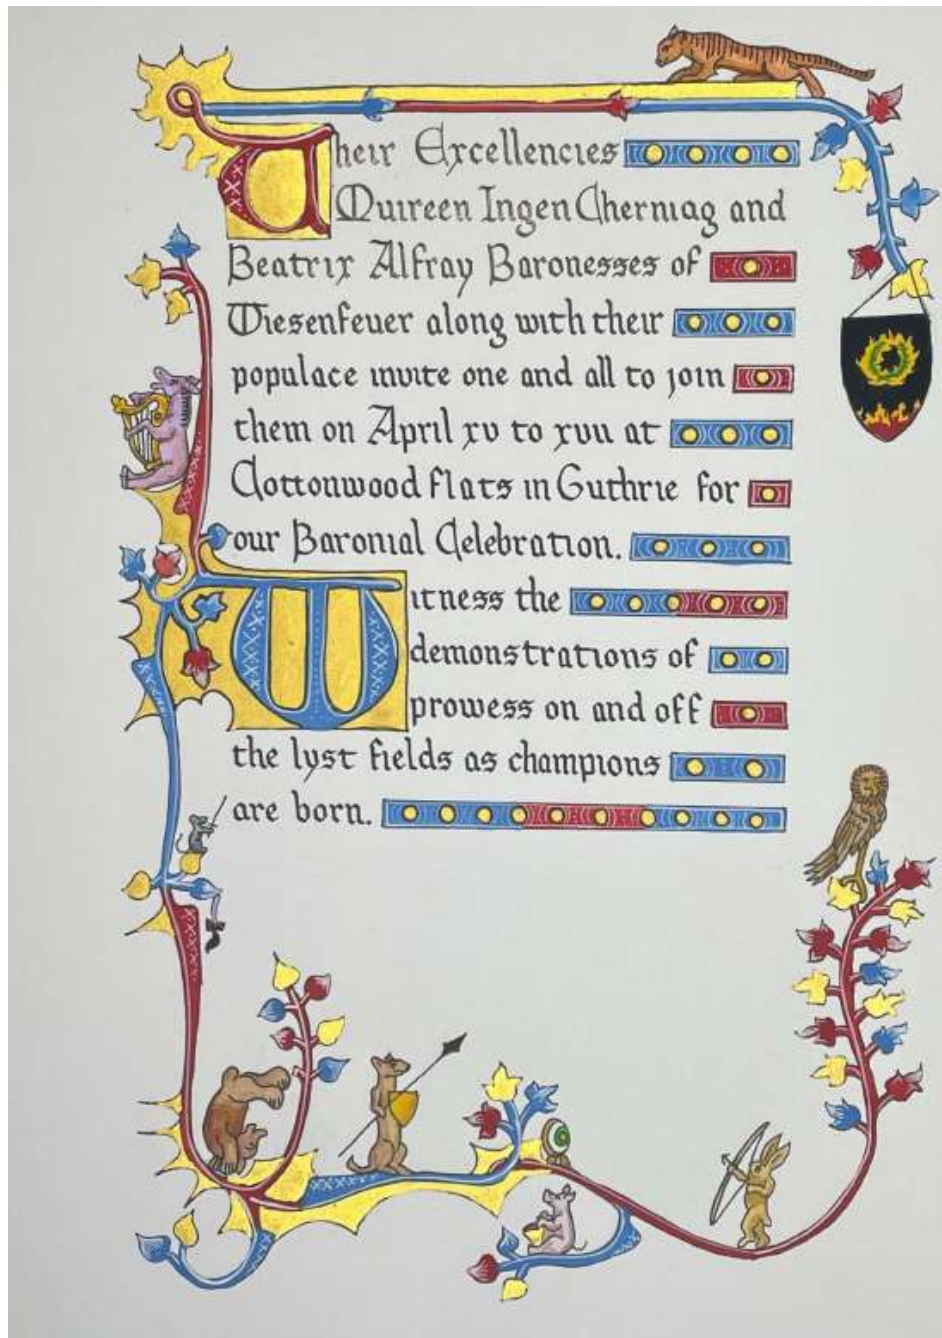 Their Excellencies
Muireen Ingen Cherniag and
Beatrix Alfray Baronesses of
Wiesenfeuer along with their
populace invite one and all to join
them on April xv to xvii at
Cottonwood flats in Guthrie for
our Baronial Celebration.
Witness the
demonstrations of
prowess on and off
the lyst fields as champions
are born.